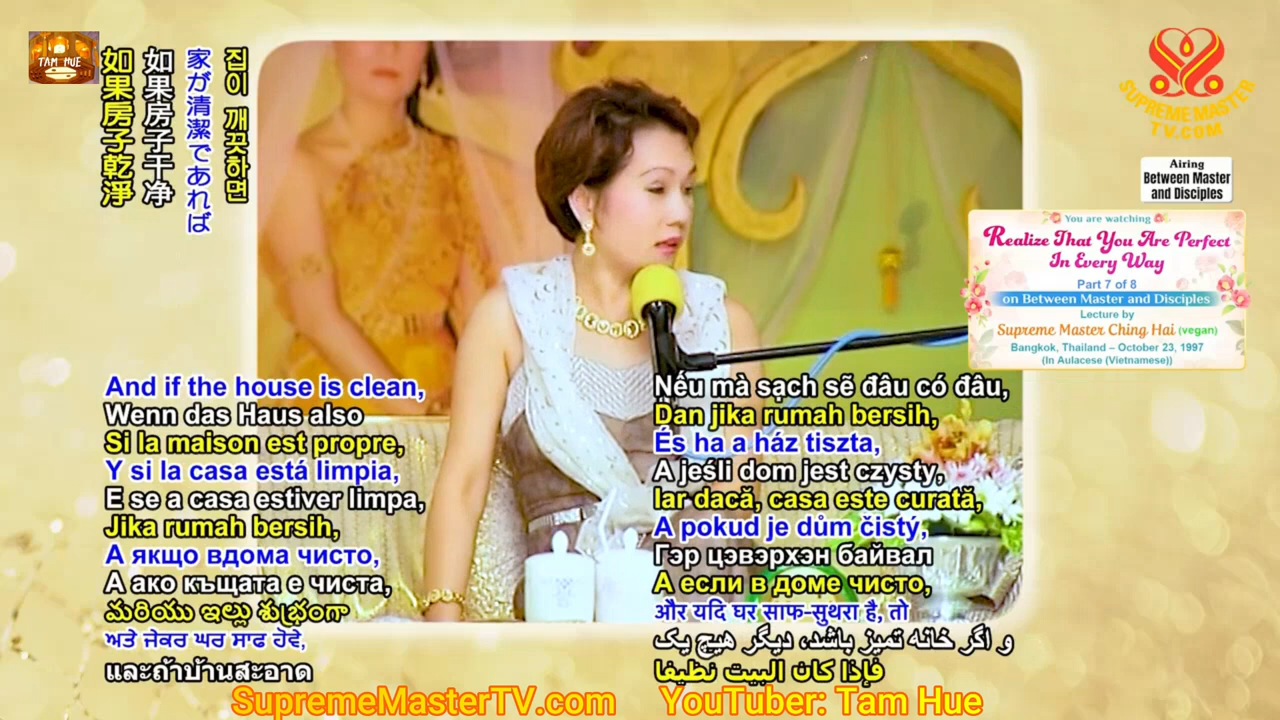 TAM HUE
如果房子乾淨
如果房子干净
家が清潔であれば
집이 깨끗하면
SUPREME MASTER
TV.COM
Airing
Between Master
and Disciples
You are watching
Realize That You Are Perfect
In Every Way
Part 7 of 8
on Between Master and Disciples
Lecture by
Supreme Master Ching Hai (vegan)
Bangkok, Thailand – October 23, 1997
(In Aulacese (Vietnamese))
And if the house is clean,
Wenn das Haus also
Si la maison est propre,
Y si la casa está limpia,
E se a casa estiver limpa,
Jika rumah bersih,
А якщо вдома чисто,
А ако къщата е чиста,
మరియు ఇల్లు శుభ్రంగా
ਅਤੇ ਜੇਕਰ ਘਰ ਸਾਫ ਹੋਵੇ,
และถ้าบ้านสะอาด
Nếu mà sạch sẽ đâu có đâu,
Dan jika rumah bersih,
És ha a ház tiszta,
A jeśli dom jest czysty,
Iar dacă, casa este curată,
A pokud je dům čistý,
Гэр цэвэрхэн байвал
А если в доме чисто,
और यदि घर साफ-सुथरा है, तो
و اگر خانه تمیز باشد، دیگر هیچ یک
فإذا كان البيت نظيفا
SupremeMasterTV.com
YouTuber: Tam Hue